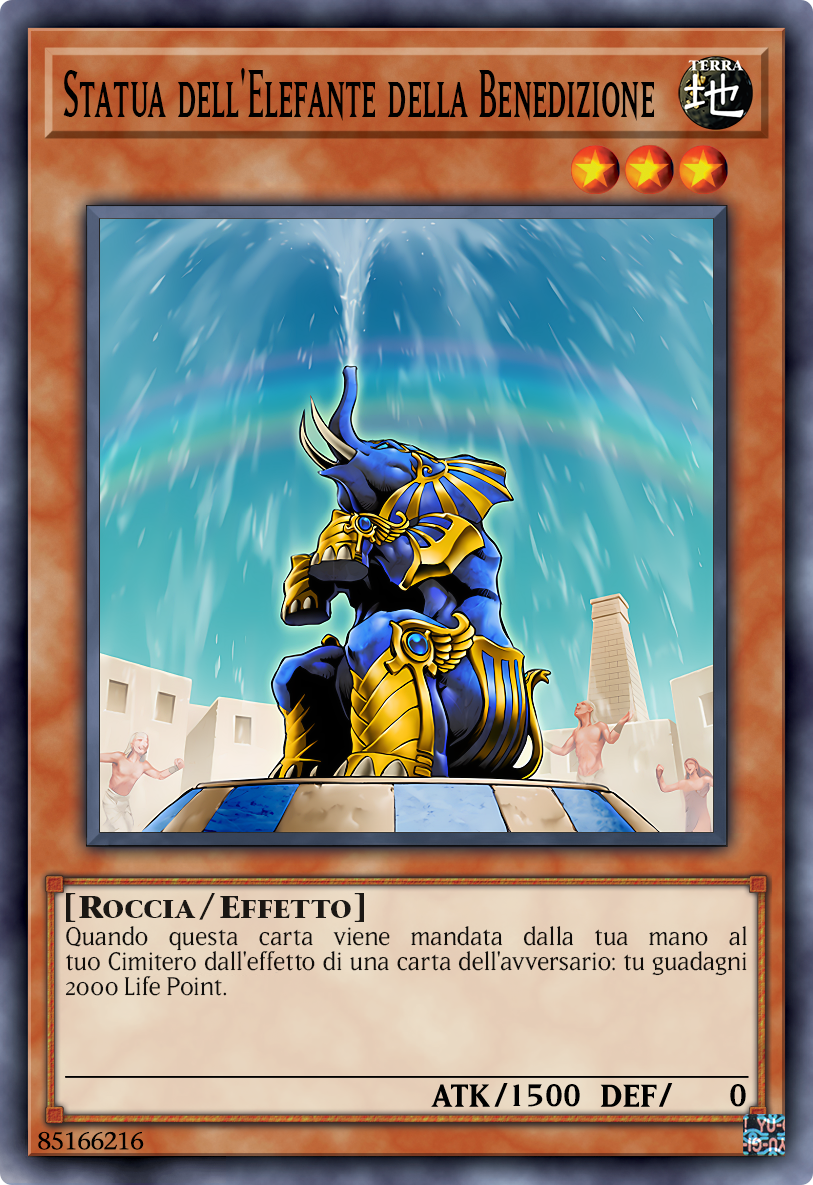 Statua dell'Elefante della Benedizione
TERRA
地
[Roccia/Effetto]
Quando questa carta viene mandata dalla tua mano al
tuo Cimitero dall'effetto di una carta dell'avversario: tu guadagni
2000 Life Point.
ATK/1500 DEF/ 0
85166216